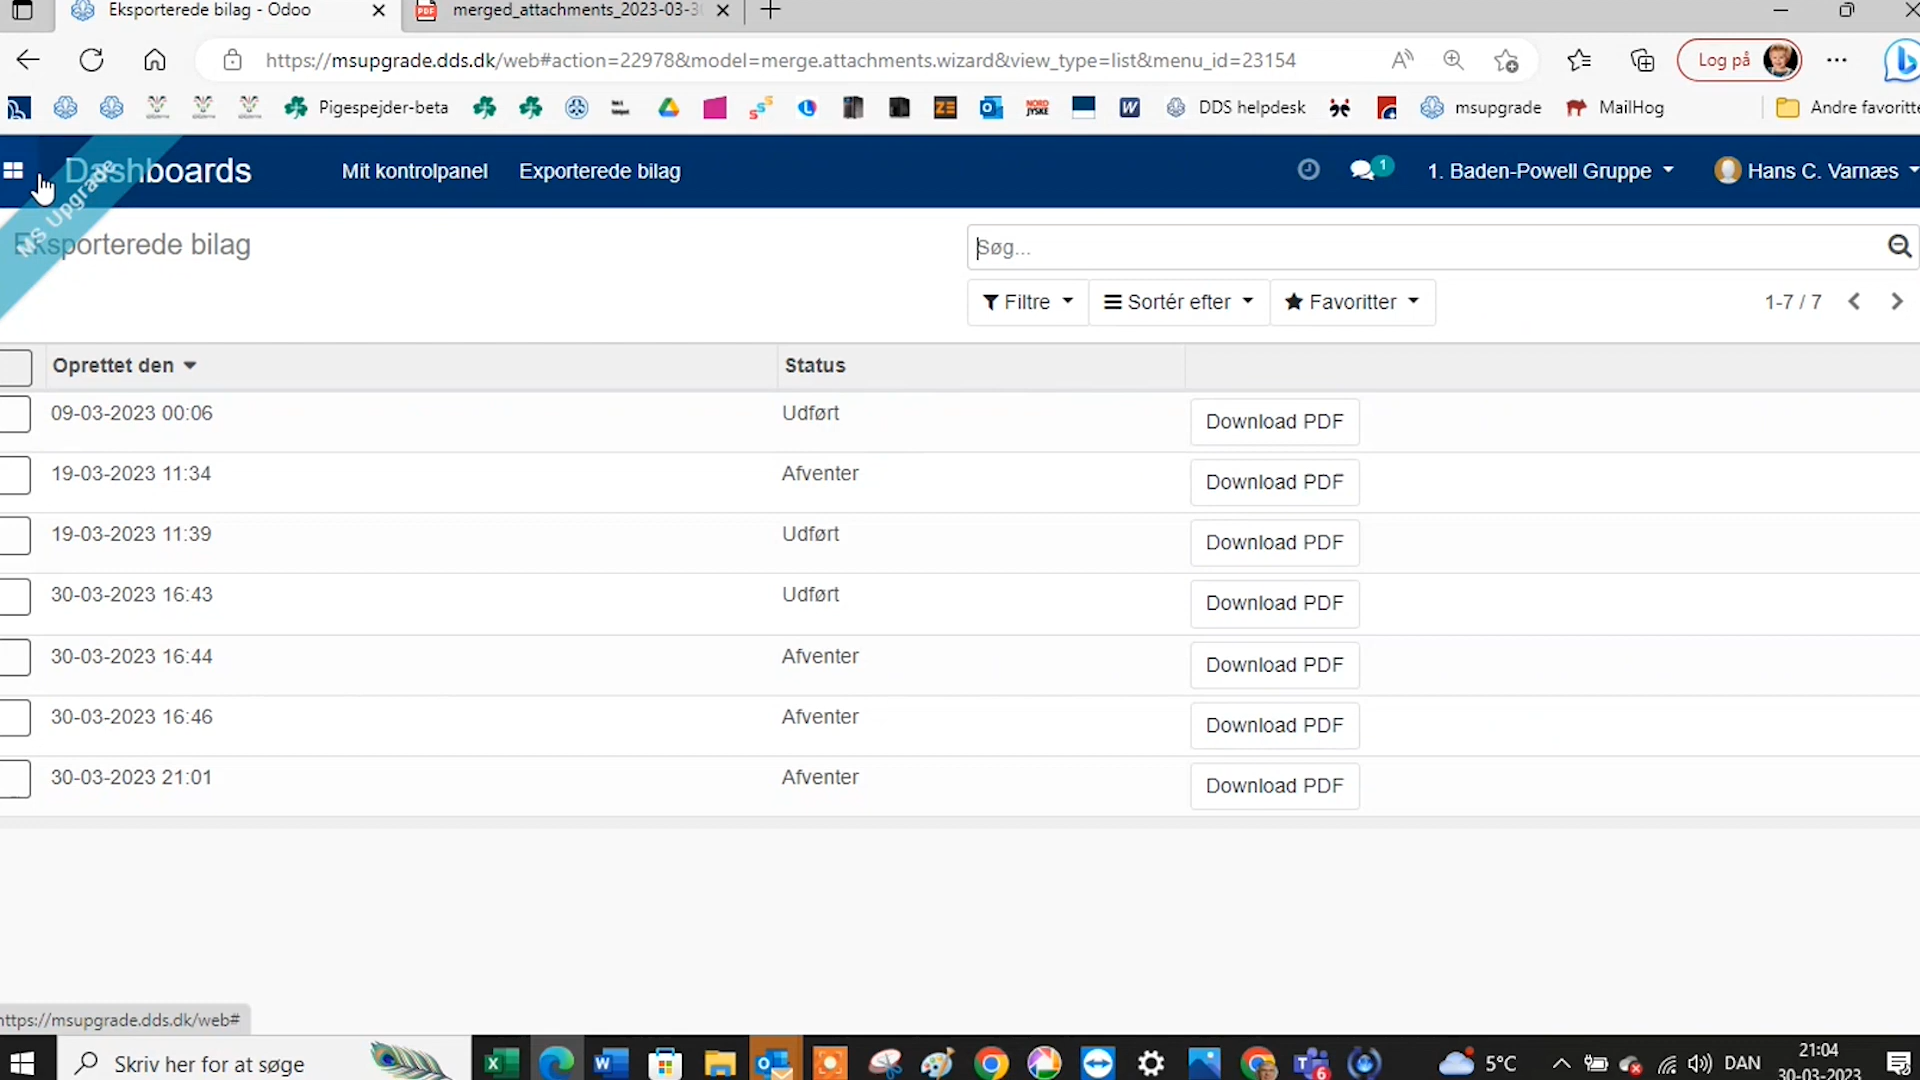 Eksporterede bilag - Odoo
merged_attachments_2023-03-30
https://msupgrade.dds.dk/web#action=22978&model=merge.attachments.wizard&view_type=list&menu_id=23154
Log på
Pigespejder-beta
DDS helpdesk
msupgrade
MailHog
Andre favoritte
Dashboards
Mit kontrolpanel
Exporterede bilag
1
1. Baden-Powell Gruppe
Hans C. Varnæs
MS Upgrade
Eksporterede bilag
Søg...
Filtre
Sortér efter
Favoritter
1-7 / 7
Oprettet den
Status
09-03-2023 00:06
Udført
Download PDF
19-03-2023 11:34
Afventer
Download PDF
19-03-2023 11:39
Udført
Download PDF
30-03-2023 16:43
Udført
Download PDF
30-03-2023 16:44
Afventer
Download PDF
30-03-2023 16:46
Afventer
Download PDF
30-03-2023 21:01
Afventer
Download PDF
https://msupgrade.dds.dk/web#
Skriv her for at søge
5°C
DAN
21:04
30-03-2023